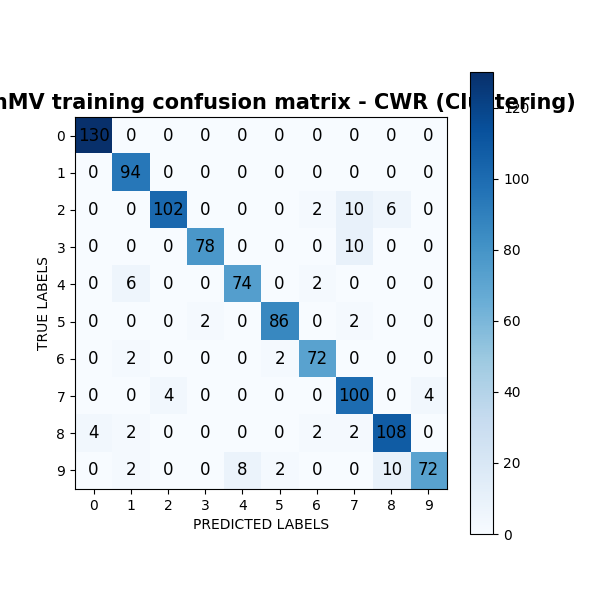 nMV training confusion matrix - CWR (Clustering)
TRUE LABELS
0 130 0 0 0 0 0 0 0 0 0
1 0 94 0 0 0 0 0 0 0 0
2 0 0 102 0 0 0 2 10 6 0
3 0 0 0 78 0 0 0 10 0 0
4 0 6 0 0 74 0 2 0 0 0
5 0 0 0 2 0 86 0 2 0 0
6 0 2 0 0 0 2 72 0 0 0
7 0 0 4 0 0 0 0 100 0 4
8 4 2 0 0 0 0 2 2 108 0
9 0 2 0 0 8 2 0 0 10 72
0 1 2 3 4 5 6 7 8 9
PREDICTED LABELS
120
100
80
60
40
20
0